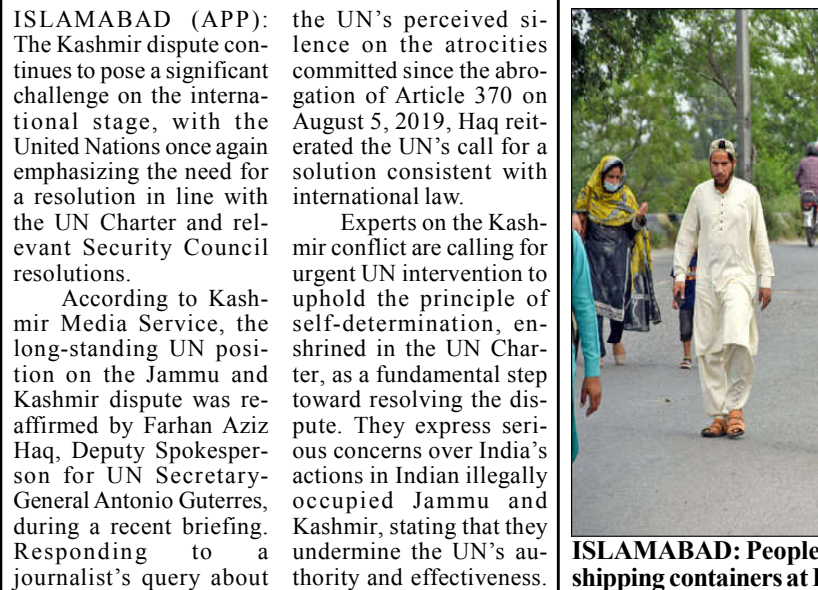 ISLAMABAD (APP):
The Kashmir dispute con-
tinues to pose a significant
challenge on the interna-
tional stage, with the
United Nations once again
emphasizing the need for
a resolution in line with
the UN Charter and rel-
evant Security Council
resolutions.
According to Kash-
mir Media Service, the
long-standing UN posi-
tion on the Jammu and
Kashmir dispute was re-
affirmed by Farhan Aziz
Haq, Deputy Spokesper-
son for UN Secretary-
General Antonio Guterres,
during a recent briefing.
Responding to a
journalist's query about
the UN's perceived si-
lence on the atrocities
committed since the abro-
gation of Article 370 on
August 5, 2019, Haq reit-
erated the UN's call for a
solution consistent with
international law.
Experts on the Kash-
mir conflict are calling for
urgent UN intervention to
uphold the principle of
self-determination, en-
shrined in the UN Char-
ter, as a fundamental step
toward resolving the dis-
pute. They express seri-
ous concerns over India's
actions in Indian illegally
occupied Jammu and
Kashmir, stating that they
undermine the UN's au-
thority and effectiveness.
ISLAMABAD: People
shipping containers at